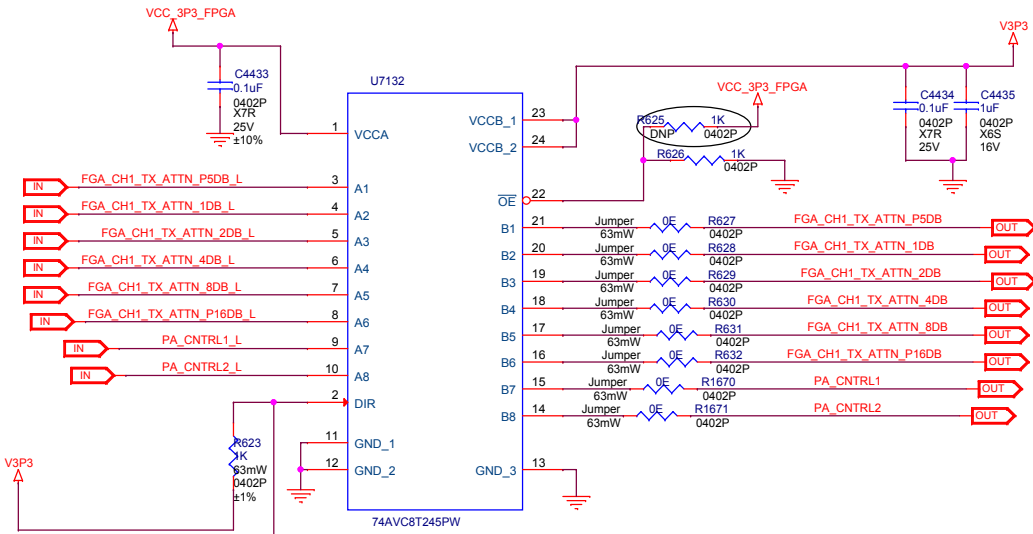 VCC_3P3_FPGA
V3P3
C4433
0.1uF
0402P
X7R
25V
±10%
U7132
VCC_3P3_FPGA
R625
1K
DNP
0402P
R626
1K
0402P
C4434
0.1uF
0402P
X7R
25V
C4435
1uF
0402P
X6S
16V
1 VCCA
VCCB_1 23
VCCB_2 24
OE 22
IN FGA_CH1_TX_ATTN_P5DB_L 3 A1
IN FGA_CH1_TX_ATTN_1DB_L 4 A2
IN FGA_CH1_TX_ATTN_2DB_L 5 A3
IN FGA_CH1_TX_ATTN_4DB_L 6 A4
IN FGA_CH1_TX_ATTN_8DB_L 7 A5
IN FGA_CH1_TX_ATTN_P16DB_L 8 A6
IN PA_CNTRL1_L 9 A7
IN PA_CNTRL2_L 10 A8
2 DIR
11 GND_1
12 GND_2
B1 21 Jumper 0E R627 FGA_CH1_TX_ATTN_P5DB OUT
63mW 0402P
B2 20 Jumper 0E R628 FGA_CH1_TX_ATTN_1DB OUT
63mW 0402P
B3 19 Jumper 0E R629 FGA_CH1_TX_ATTN_2DB OUT
63mW 0402P
B4 18 Jumper 0E R630 FGA_CH1_TX_ATTN_4DB OUT
63mW 0402P
B5 17 Jumper 0E R631 FGA_CH1_TX_ATTN_8DB OUT
63mW 0402P
B6 16 Jumper 0E R632 FGA_CH1_TX_ATTN_P16DB OUT
63mW 0402P
B7 15 Jumper 0E R1670 PA_CNTRL1 OUT
63mW 0402P
B8 14 Jumper 0E R1671 PA_CNTRL2 OUT
63mW 0402P
GND_3 13
R623
1K
63mW
0402P
±1%
V3P3
74AVC8T245PW